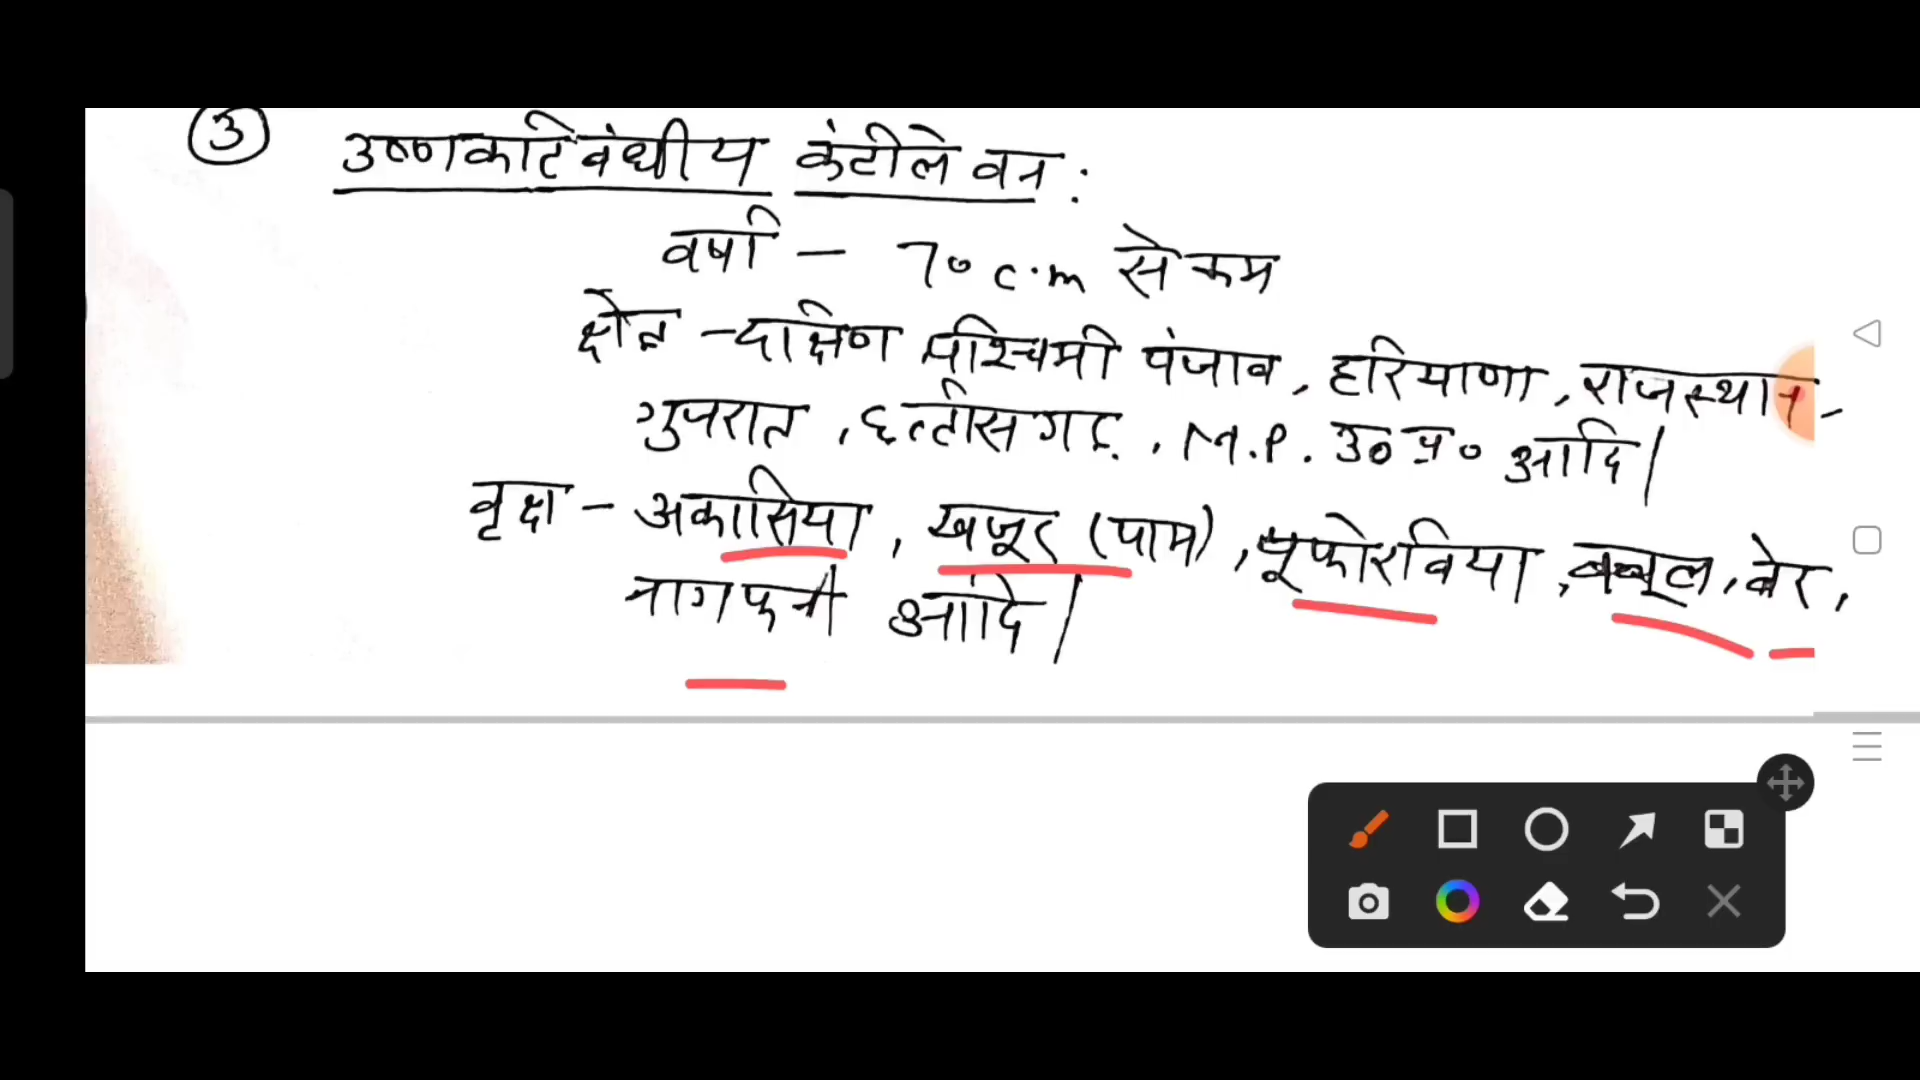 ③ उष्णकटिबंधीय कंटीले वन :
वर्षा - 70 c.m से कम
क्षेत्र - दक्षिण पश्चिमी पंजाब, हरियाणा, राजस्थान -
गुजरात, छत्तीसगढ़, M.P. उ० प्र० आदि।
वृक्ष - अकासिया, खजूर (पाम), यूफोरबिया, बबूल, बेर,
नागफनी आदि।